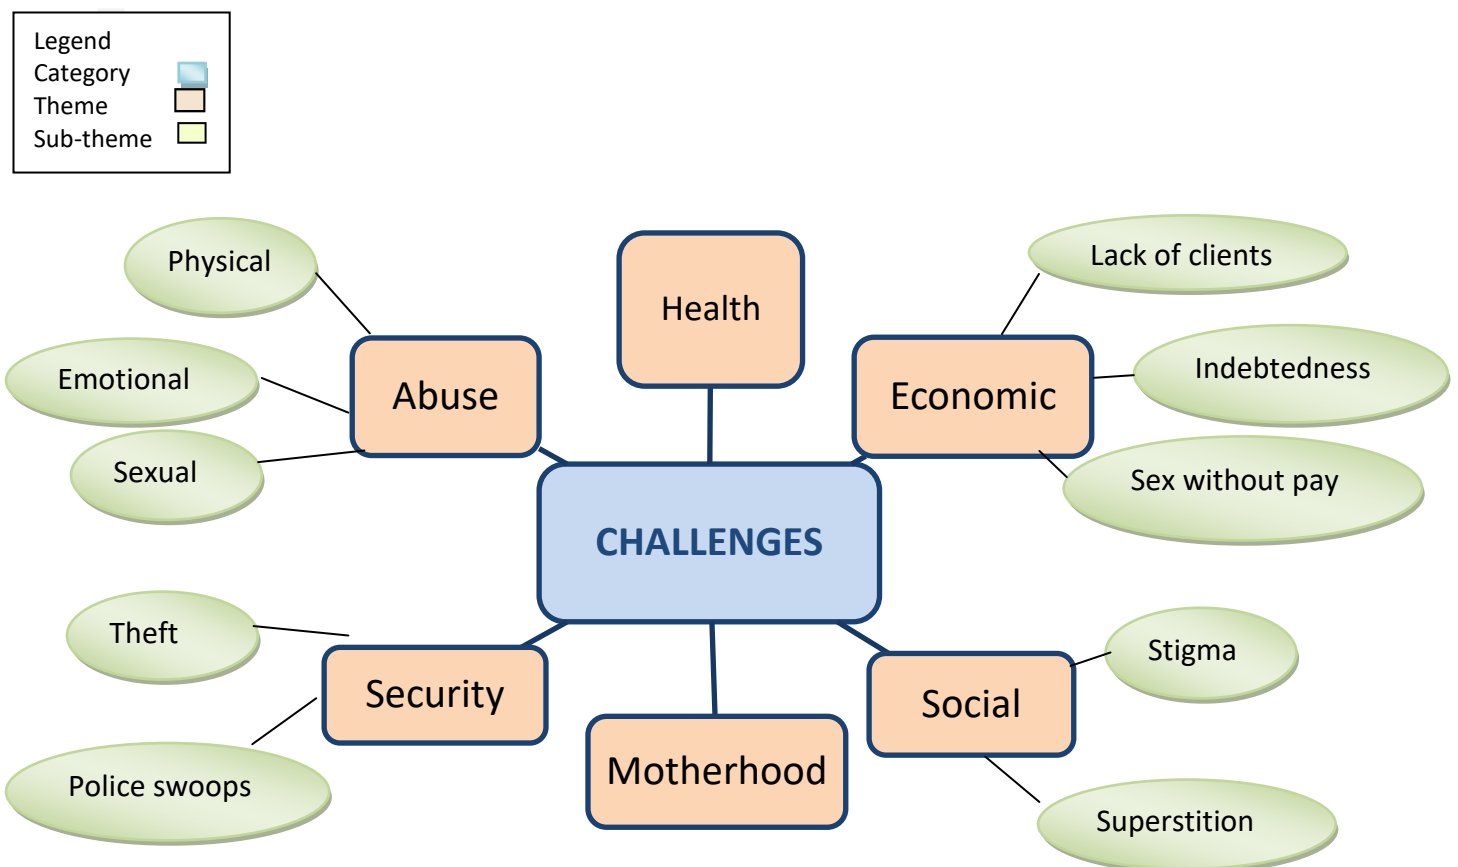 Legend
Category
Theme
Sub-theme
Physical
Health
Lack of clients
Emotional
Abuse
Economic
Indebtedness
Sexual
Sex without pay
CHALLENGES
Theft
Stigma
Security
Social
Motherhood
Police swoops
Superstition